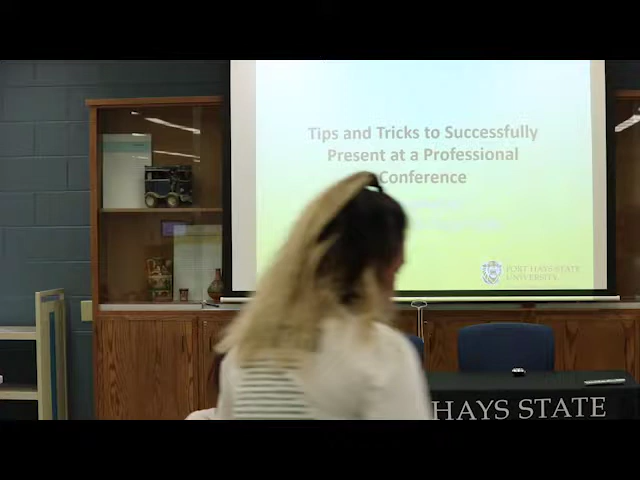 Tips and Tricks to Successfully
Present at a Professional
Conference
FORT HAYS STATE
UNIVERSITY
HAYS STATE